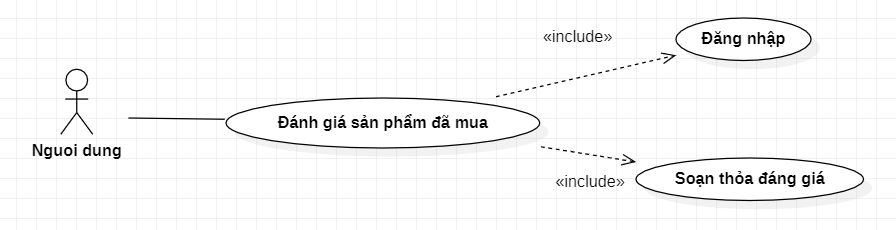 «include»
Đăng nhập
Đánh giá sản phẩm đã mua
Nguoi dung
«include»
Soạn thỏa đáng giá